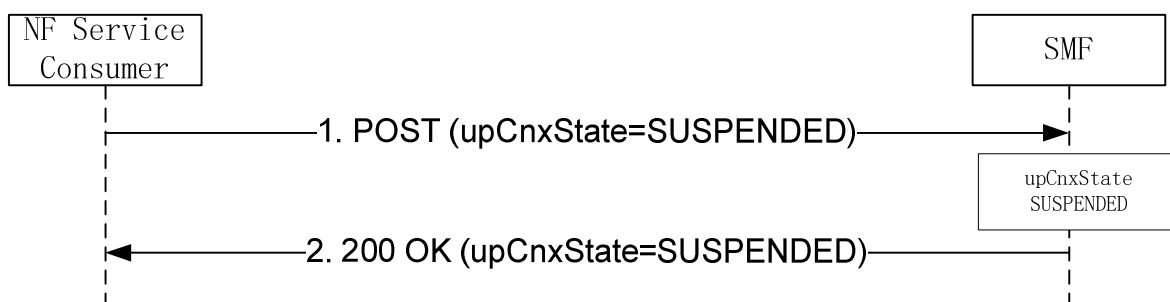 NF Service
Consumer
SMF
1. POST (upCnxState=SUSPENDED)
upCnxState
SUSPENDED
2. 200 OK (upCnxState=SUSPENDED)